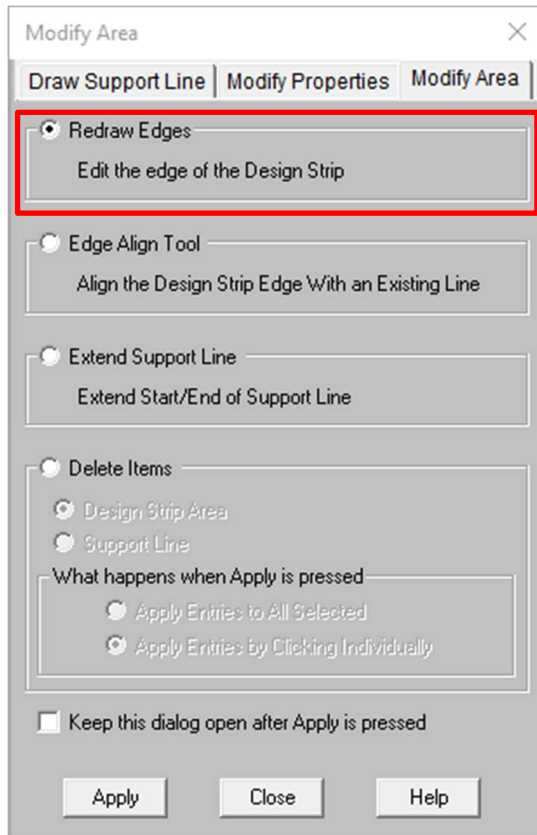 Modify Area
Draw Support Line Modify Properties Modify Area
Redraw Edges
Edit the edge of the Design Strip
Edge Align Tool
Align the Design Strip Edge With an Existing Line
Extend Support Line
Extend Start/End of Support Line
Delete Items
Design Strip Area
Support Line
What happens when Apply is pressed
Apply Entries to All Selected
Apply Entries by Clicking Individually
Keep this dialog open after Apply is pressed
Apply Close Help